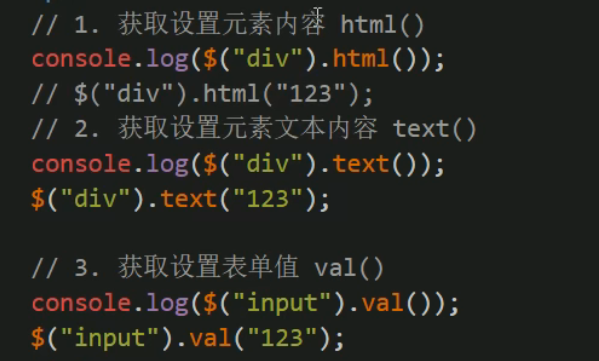 // 1. 获取设置元素内容 html()
console.log($("div").html());
// $("div").html("123");
// 2. 获取设置元素文本内容 text()
console.log($("div").text());
$("div").text("123");
// 3. 获取设置表单值 val()
console.log($("input").val());
$("input").val("123");